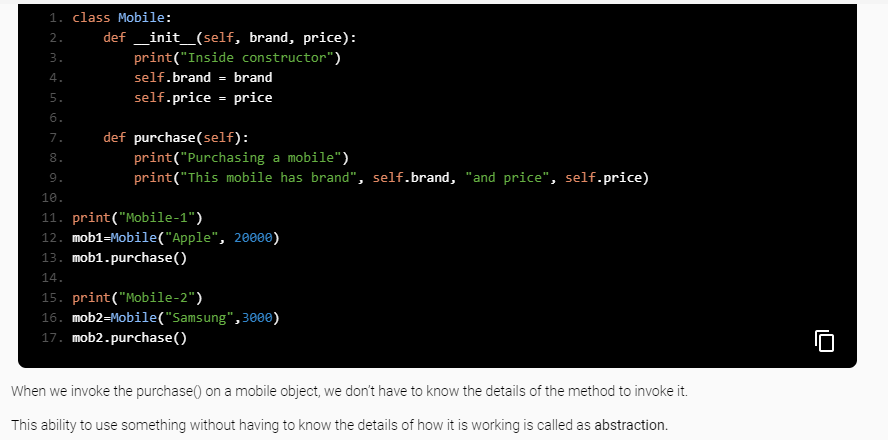 1. class Mobile:
2.     def __init__(self, brand, price):
3.         print("Inside constructor")
4.         self.brand = brand
5.         self.price = price
6.
7.     def purchase(self):
8.         print("Purchasing a mobile")
9.         print("This mobile has brand", self.brand, "and price", self.price)
10.
11. print("Mobile-1")
12. mob1=Mobile("Apple", 20000)
13. mob1.purchase()
14.
15. print("Mobile-2")
16. mob2=Mobile("Samsung",3000)
17. mob2.purchase()
When we invoke the purchase() on a mobile object, we don't have to know the details of the method to invoke it.
This ability to use something without having to know the details of how it is working is called as abstraction.